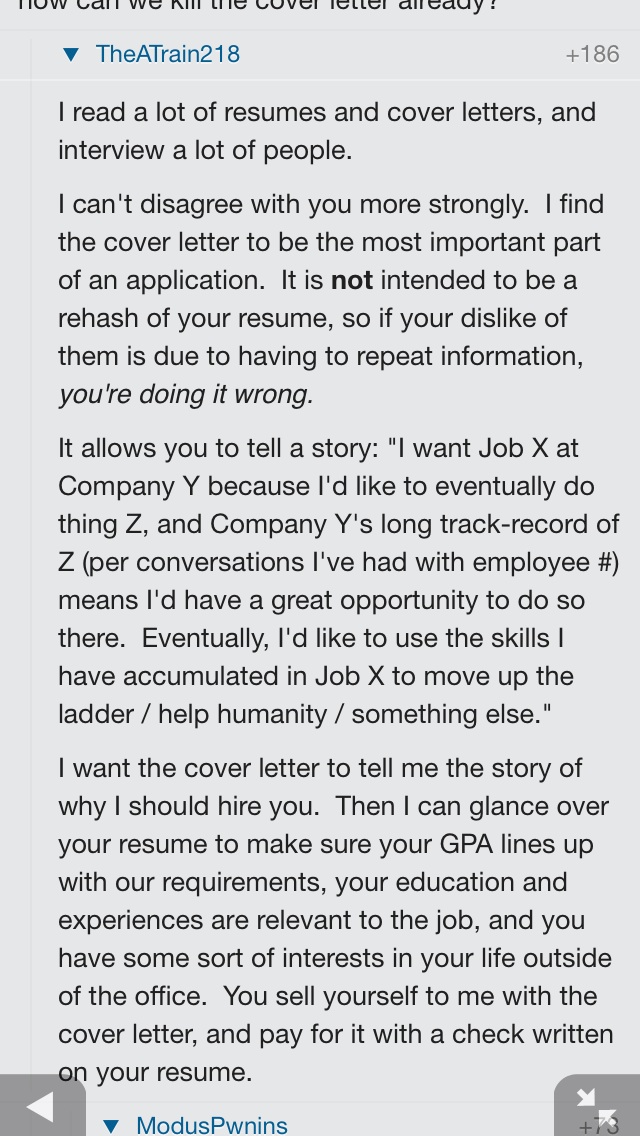 how can we kill the cover letter already?
TheATrain218 +186
I read a lot of resumes and cover letters, and
interview a lot of people.
I can't disagree with you more strongly.  I find
the cover letter to be the most important part
of an application.  It is not intended to be a
rehash of your resume, so if your dislike of
them is due to having to repeat information,
you're doing it wrong.
It allows you to tell a story: "I want Job X at
Company Y because I'd like to eventually do
thing Z, and Company Y's long track-record of
Z (per conversations I've had with employee #)
means I'd have a great opportunity to do so
there.  Eventually, I'd like to use the skills I
have accumulated in Job X to move up the
ladder / help humanity / something else."
I want the cover letter to tell me the story of
why I should hire you.  Then I can glance over
your resume to make sure your GPA lines up
with our requirements, your education and
experiences are relevant to the job, and you
have some sort of interests in your life outside
of the office.  You sell yourself to me with the
cover letter, and pay for it with a check written
on your resume.
ModusPwnins +73